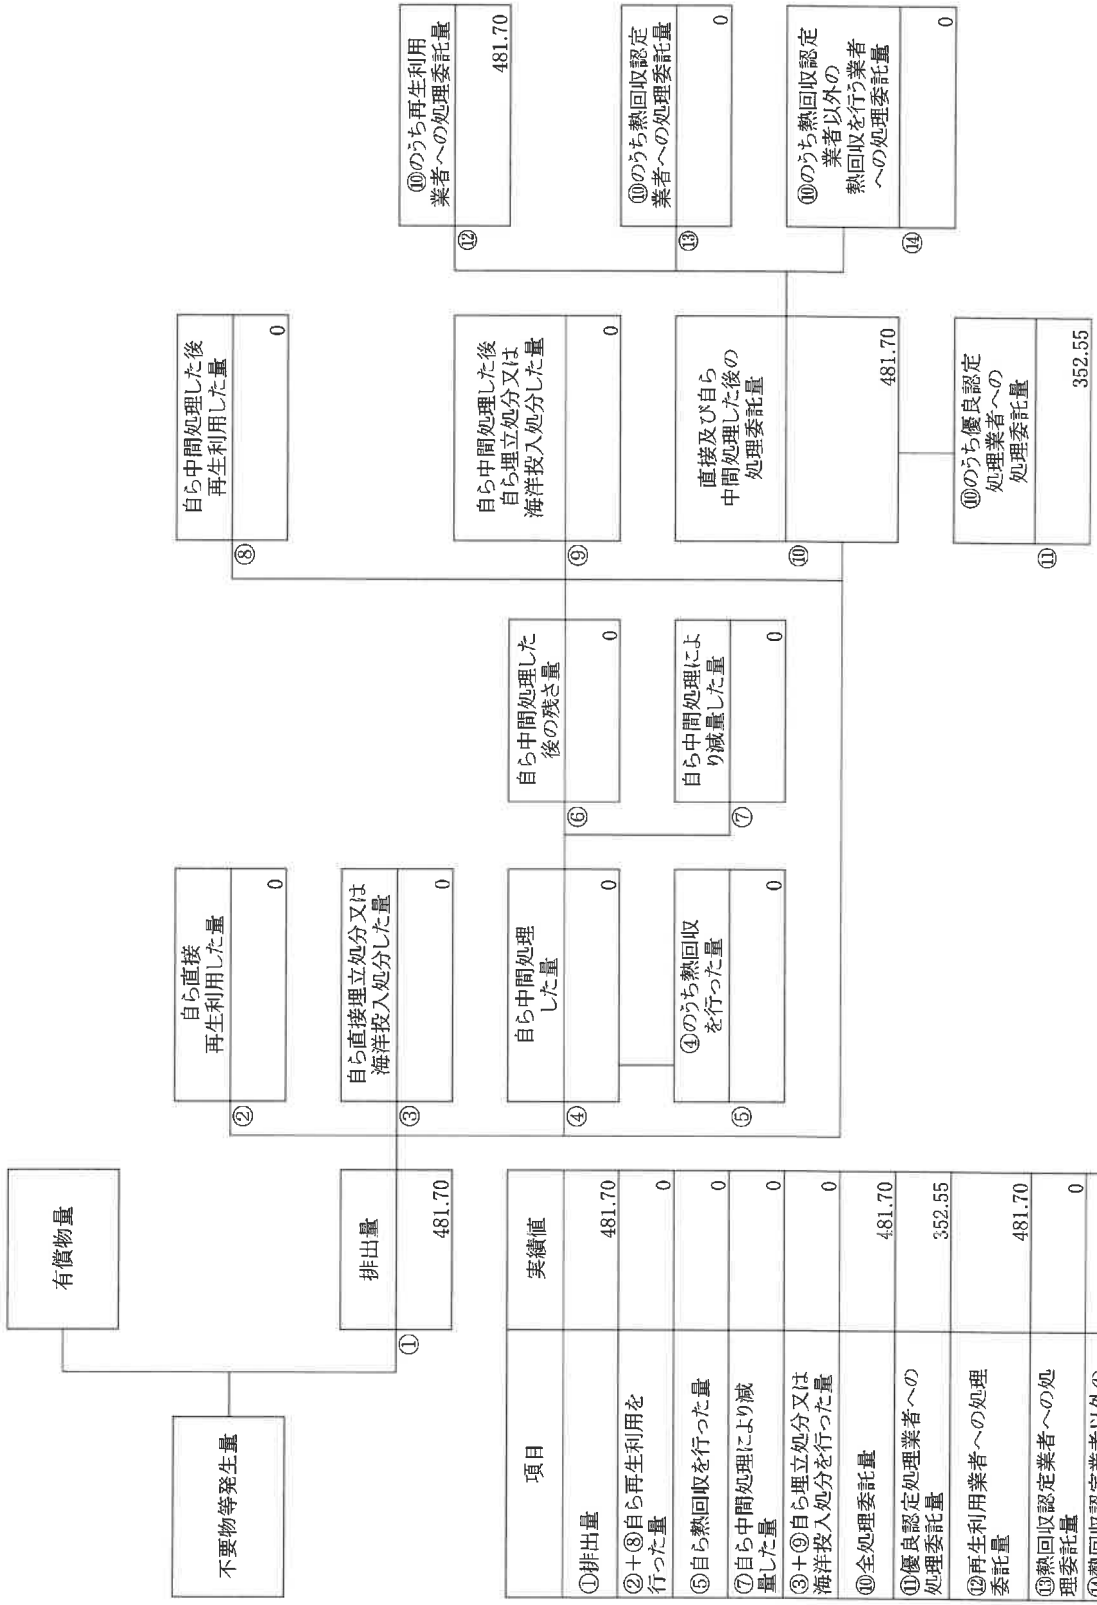 不要物等発生量
有償物量
①
排出量
481.70
②
自ら直接
再生利用した量
0
③
自ら直接埋立処分又は
海洋投入処分した量
0
④
自ら中間処理
した量
0
⑤
④のうち熱回収
を行った量
0
⑥
自ら中間処理した
後の残さ量
0
⑦
自ら中間処理によ
り減量した量
0
⑧
自ら中間処理した後
再生利用した量
0
⑨
自ら中間処理した後
自ら埋立処分又は
海洋投入処分した量
0
⑩
直接及び自ら
中間処理した後の
処理委託量
481.70
⑪
⑩のうち優良認定
処理業者への
処理委託量
352.55
⑫
⑩のうち再生利用
業者への処理委託量
481.70
⑬
⑩のうち熱回収認定
業者への処理委託量
0
⑭
⑩のうち熱回収認定
業者以外の
熱回収を行う業者
への処理委託量
0
項目 実績値
①排出量 481.70
②＋⑧自ら再生利用を
行った量 0
⑤自ら熱回収を行った量 0
⑦自ら中間処理により減
量した量 0
③＋⑨自ら埋立処分又は
海洋投入処分を行った量 0
⑩全処理委託量 481.70
⑪優良認定処理業者への
処理委託量 352.55
⑫再生利用業者への処理
委託量 481.70
⑬熱回収認定業者への処
理委託量 0
⑭熱回収認定業者以外の